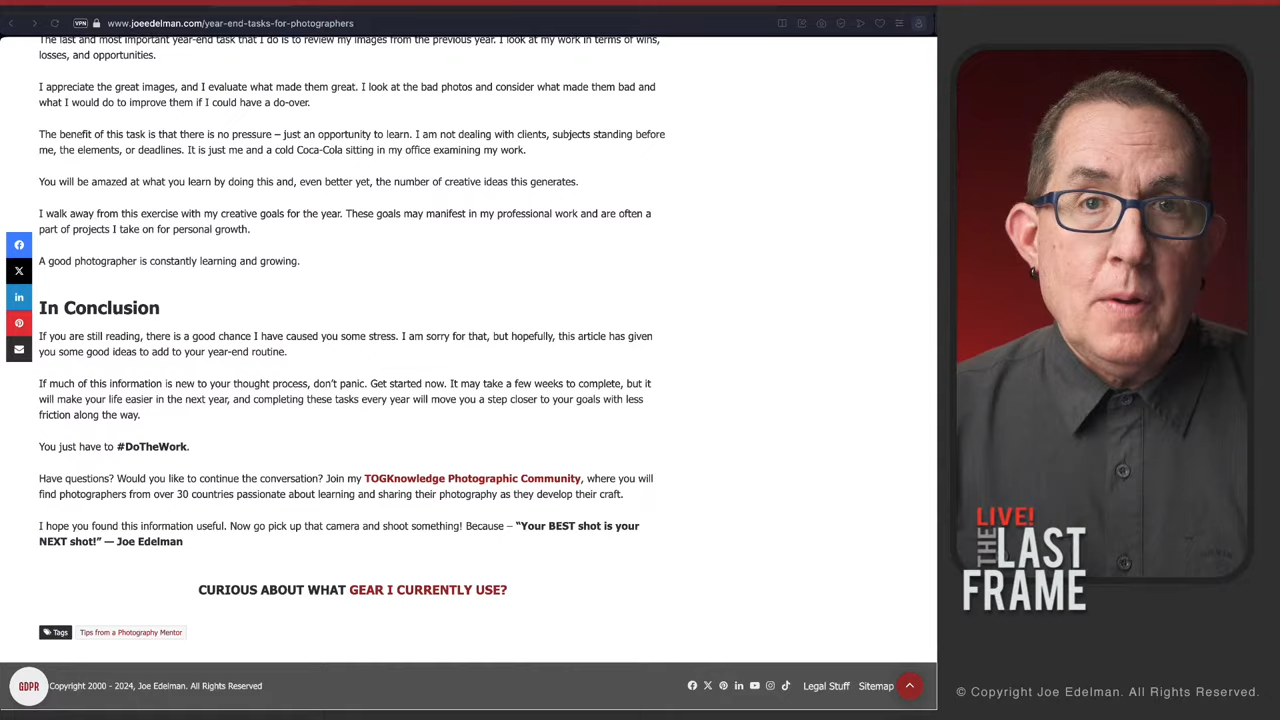 VPN www.joeedelman.com/year-end-tasks-for-photographers
The last and most important year-end task that I do is to review my images from the previous year. I look at my work in terms of wins,
losses, and opportunities.
I appreciate the great images, and I evaluate what made them great. I look at the bad photos and consider what made them bad and
what I would do to improve them if I could have a do-over.
The benefit of this task is that there is no pressure – just an opportunity to learn. I am not dealing with clients, subjects standing before
me, the elements, or deadlines. It is just me and a cold Coca-Cola sitting in my office examining my work.
You will be amazed at what you learn by doing this and, even better yet, the number of creative ideas this generates.
I walk away from this exercise with my creative goals for the year. These goals may manifest in my professional work and are often a
part of projects I take on for personal growth.
A good photographer is constantly learning and growing.
In Conclusion
If you are still reading, there is a good chance I have caused you some stress. I am sorry for that, but hopefully, this article has given
you some good ideas to add to your year-end routine.
If much of this information is new to your thought process, don’t panic. Get started now. It may take a few weeks to complete, but it
will make your life easier in the next year, and completing these tasks every year will move you a step closer to your goals with less
friction along the way.
You just have to #DoTheWork.
Have questions? Would you like to continue the conversation? Join my TOGKnowledge Photographic Community, where you will
find photographers from over 30 countries passionate about learning and sharing their photography as they develop their craft.
I hope you found this information useful. Now go pick up that camera and shoot something! Because – “Your BEST shot is your
NEXT shot!” — Joe Edelman
CURIOUS ABOUT WHAT GEAR I CURRENTLY USE?
Tags Tips from a Photography Mentor
GDPR Copyright 2000 - 2024, Joe Edelman. All Rights Reserved
Legal Stuff Sitemap
LIVE!
THE LAST
FRAME
© Copyright Joe Edelman. All Rights Reserved.